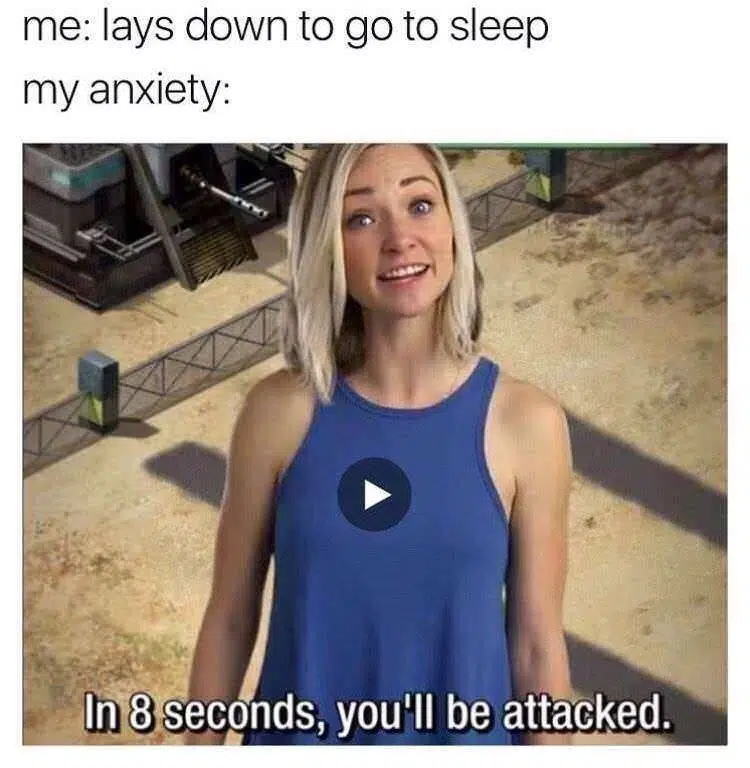 me: lays down to go to sleep
my anxiety:
In 8 seconds, you'll be attacked.